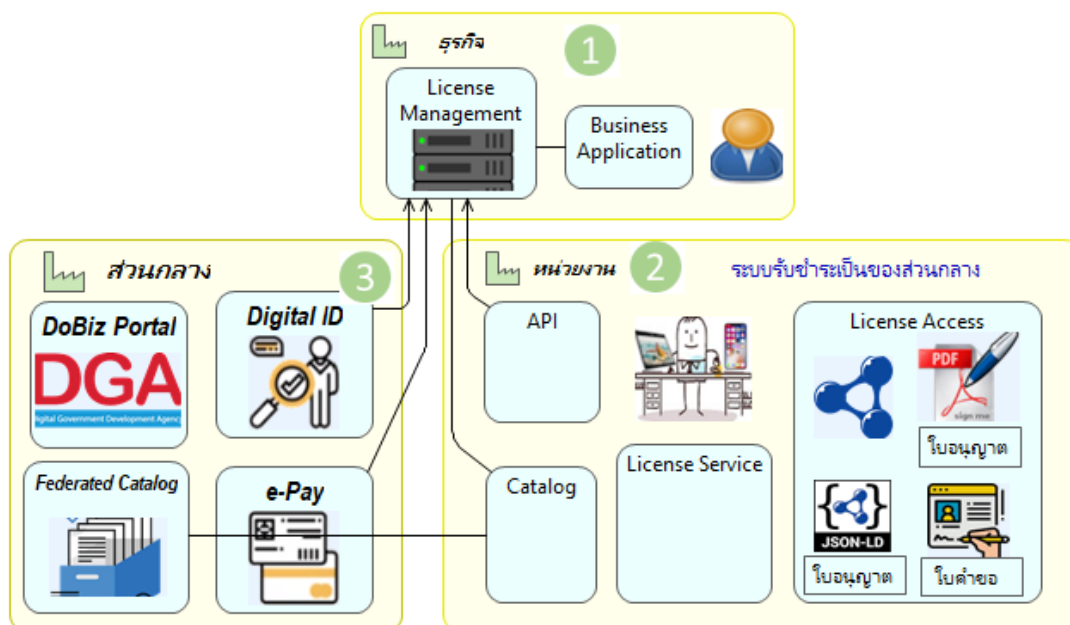 ธุรกิจ
1
License
Management
Business
Application
ส่วนกลาง
3
DoBiz Portal
DGA
Digital Government Development Agency
Digital ID
Federated Catalog
e-Pay
หน่วยงาน
2
ระบบรับชำระเป็นของส่วนกลาง
API
License Access
PDF
sign me
ใบอนุญาต
Catalog
License Service
JSON-LD
ใบอนุญาต
ใบคำขอ